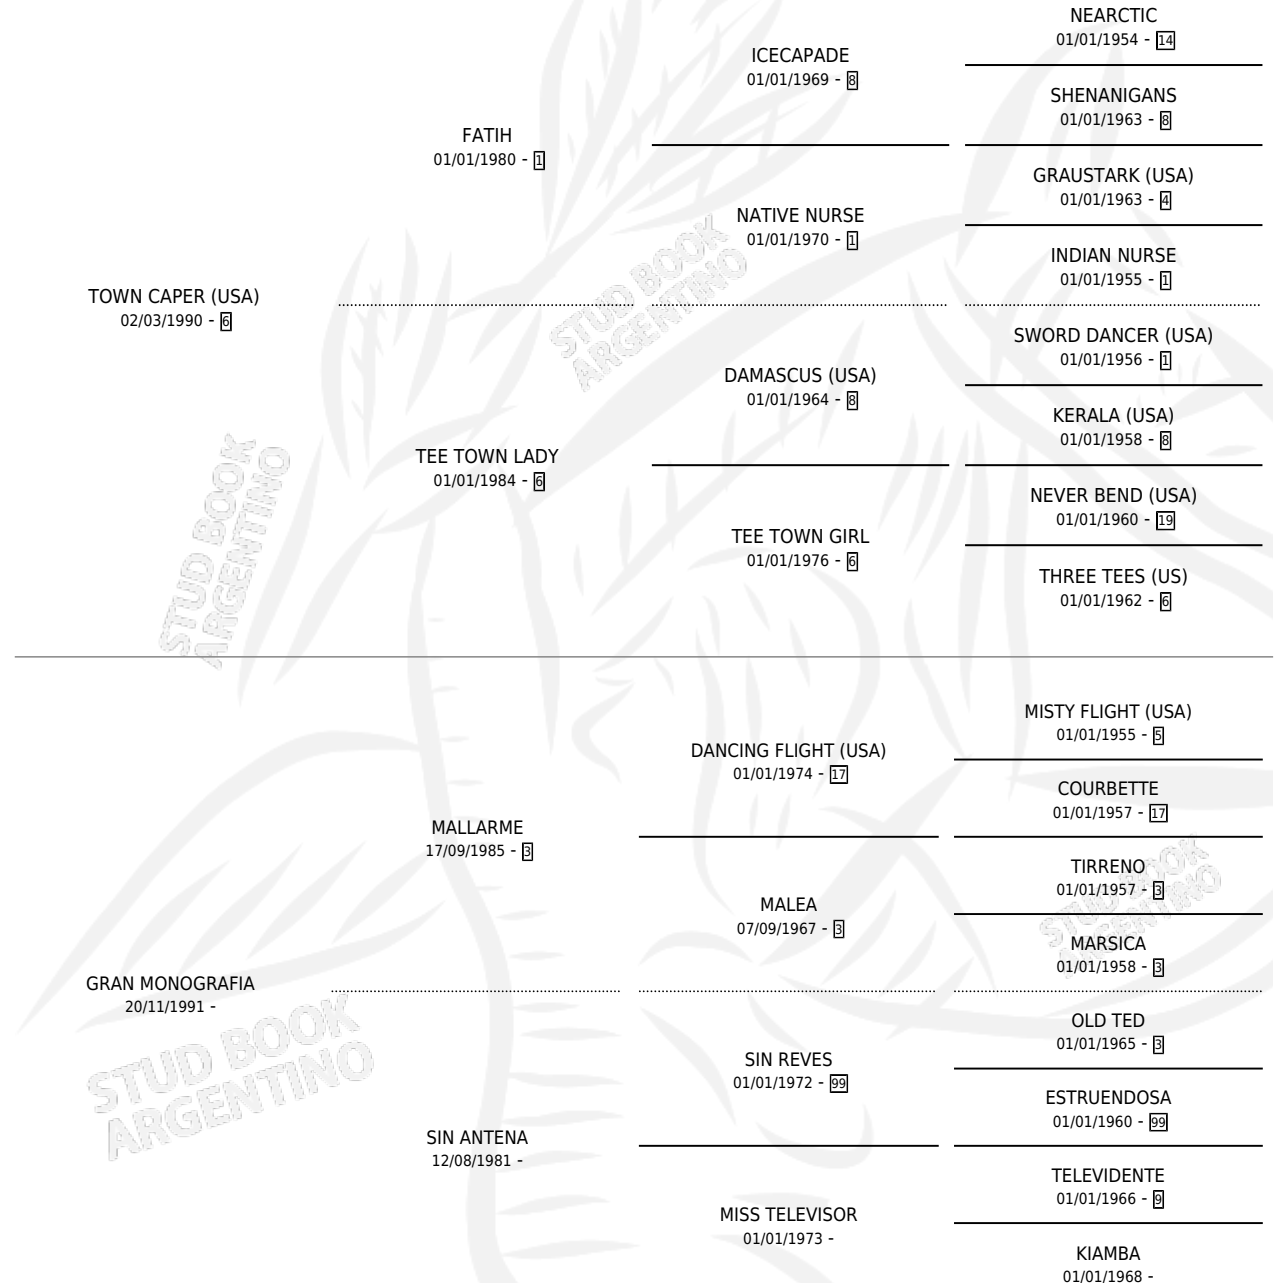 NEARCTIC
01/01/1954 - 14
ICECAPADE
01/01/1969 - 8
SHENANIGANS
01/01/1963 - 8
FATIH
01/01/1980 - 1
GRAUSTARK (USA)
01/01/1963 - 4
NATIVE NURSE
01/01/1970 - 1
INDIAN NURSE
01/01/1955 - 1
TOWN CAPER (USA)
02/03/1990 - 6
STUD BOOK
ARGENTINO
SWORD DANCER (USA)
01/01/1956 - 1
DAMASCUS (USA)
01/01/1964 - 8
KERALA (USA)
01/01/1958 - 8
TEE TOWN LADY
01/01/1984 - 6
NEVER BEND (USA)
01/01/1960 - 19
TEE TOWN GIRL
01/01/1976 - 6
THREE TEES (US)
01/01/1962 - 6
STUD BOOK
ARGENTINO
MISTY FLIGHT (USA)
01/01/1955 - 5
DANCING FLIGHT (USA)
01/01/1974 - 17
COURBETTE
01/01/1957 - 17
MALLARME
17/09/1985 - 3
TIRRENO
01/01/1957 - 3
MALEA
07/09/1967 - 3
STUD BOOK
ARGENTINO
MARSICA
01/01/1958 - 3
GRAN MONOGRAFIA
20/11/1991 -
STUD BOOK
ARGENTINO
OLD TED
01/01/1965 - 3
SIN REVES
01/01/1972 - 99
ESTRUENDOSA
01/01/1960 - 99
SIN ANTENA
12/08/1981 -
TELEVIDENTE
01/01/1966 - 9
MISS TELEVISOR
01/01/1973 -
KIAMBA
01/01/1968 -